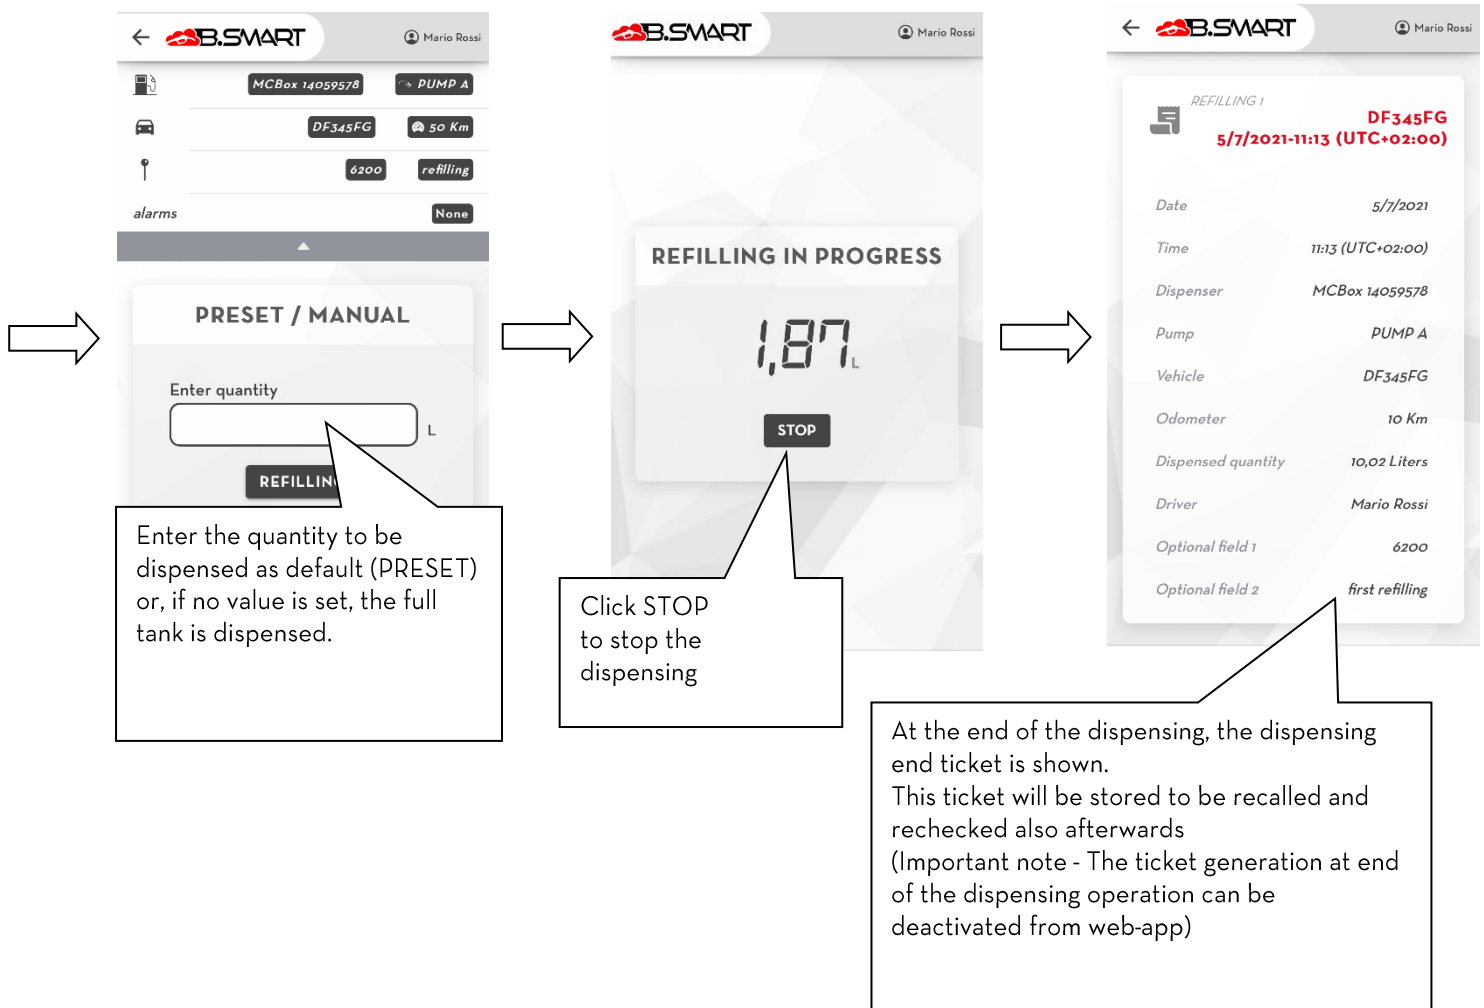 B.SMART
Mario Rossi
MCBox 14059578 PUMP A
DF345FG 50 Km
6200 refilling
alarms None
PRESET / MANUAL
Enter quantity
L
Enter the quantity to be
dispensed as default (PRESET)
or, if no value is set, the full
tank is dispensed.
B.SMART
Mario Rossi
REFILLING IN PROGRESS
1,87 L
STOP
Click STOP
to stop the
dispensing
B.SMART
Mario Rossi
REFILLING 1
DF345FG
5/7/2021-11:13 (UTC+02:00)
Date 5/7/2021
Time 11:13 (UTC+02:00)
Dispenser MCBox 14059578
Pump PUMP A
Vehicle DF345FG
Odometer 10 Km
Dispensed quantity 10,02 Liters
Driver Mario Rossi
Optional field 1 6200
Optional field 2 first refilling
At the end of the dispensing, the dispensing
end ticket is shown.
This ticket will be stored to be recalled and
rechecked also afterwards
(Important note - The ticket generation at end
of the dispensing operation can be
deactivated from web-app)